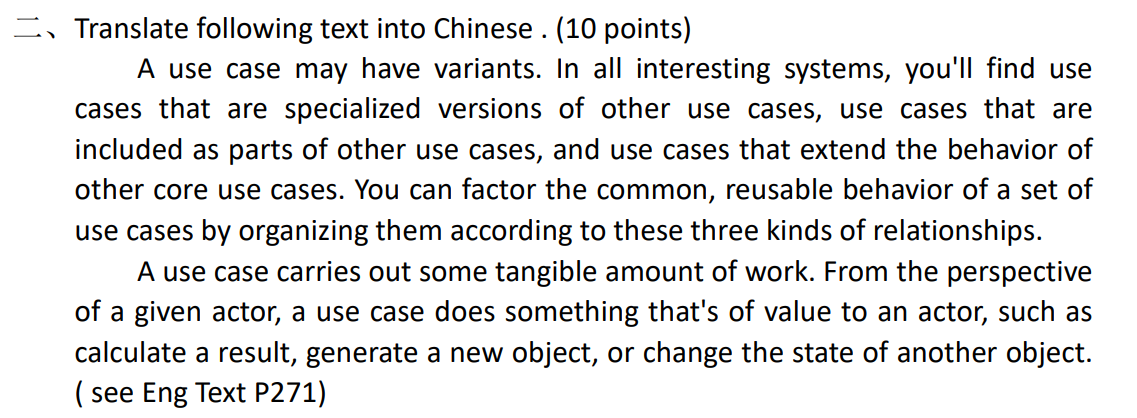 二、 Translate following text into Chinese . (10 points)
A use case may have variants. In all interesting systems, you'll find use
cases that are specialized versions of other use cases, use cases that are
included as parts of other use cases, and use cases that extend the behavior of
other core use cases. You can factor the common, reusable behavior of a set of
use cases by organizing them according to these three kinds of relationships.
A use case carries out some tangible amount of work. From the perspective
of a given actor, a use case does something that's of value to an actor, such as
calculate a result, generate a new object, or change the state of another object.
( see Eng Text P271)